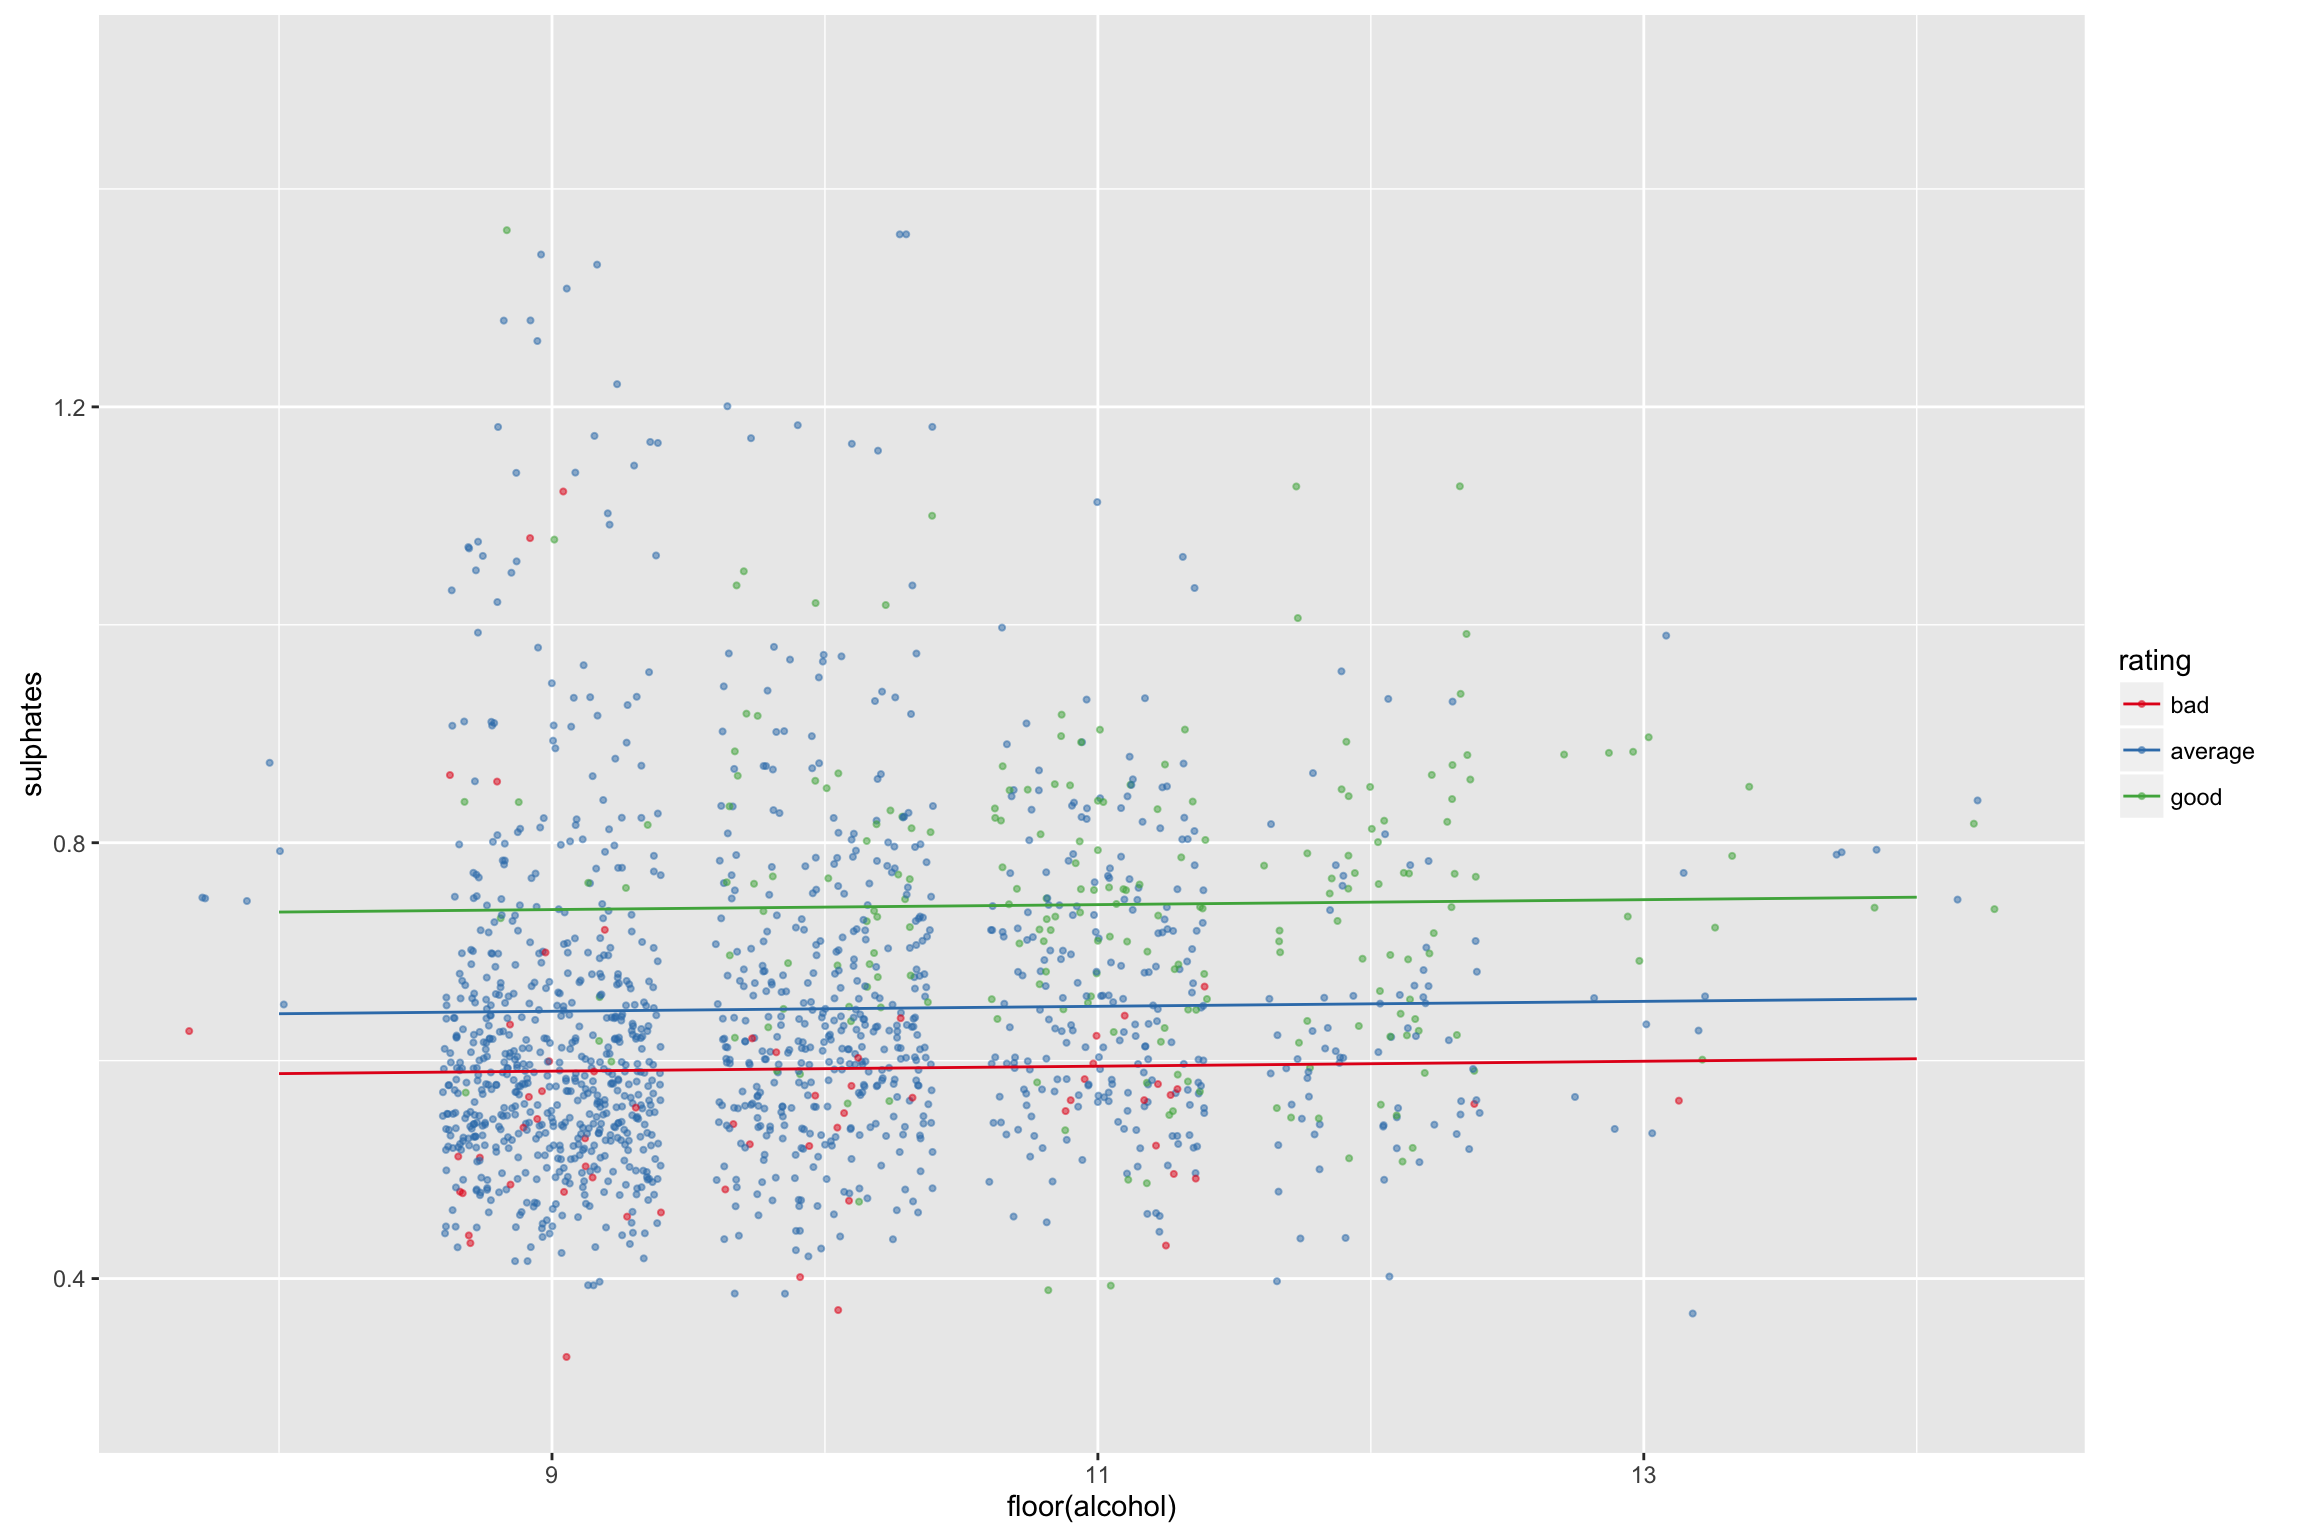 1.2
0.8
0.4
sulphates
9
11
13
floor(alcohol)
rating
bad
average
good